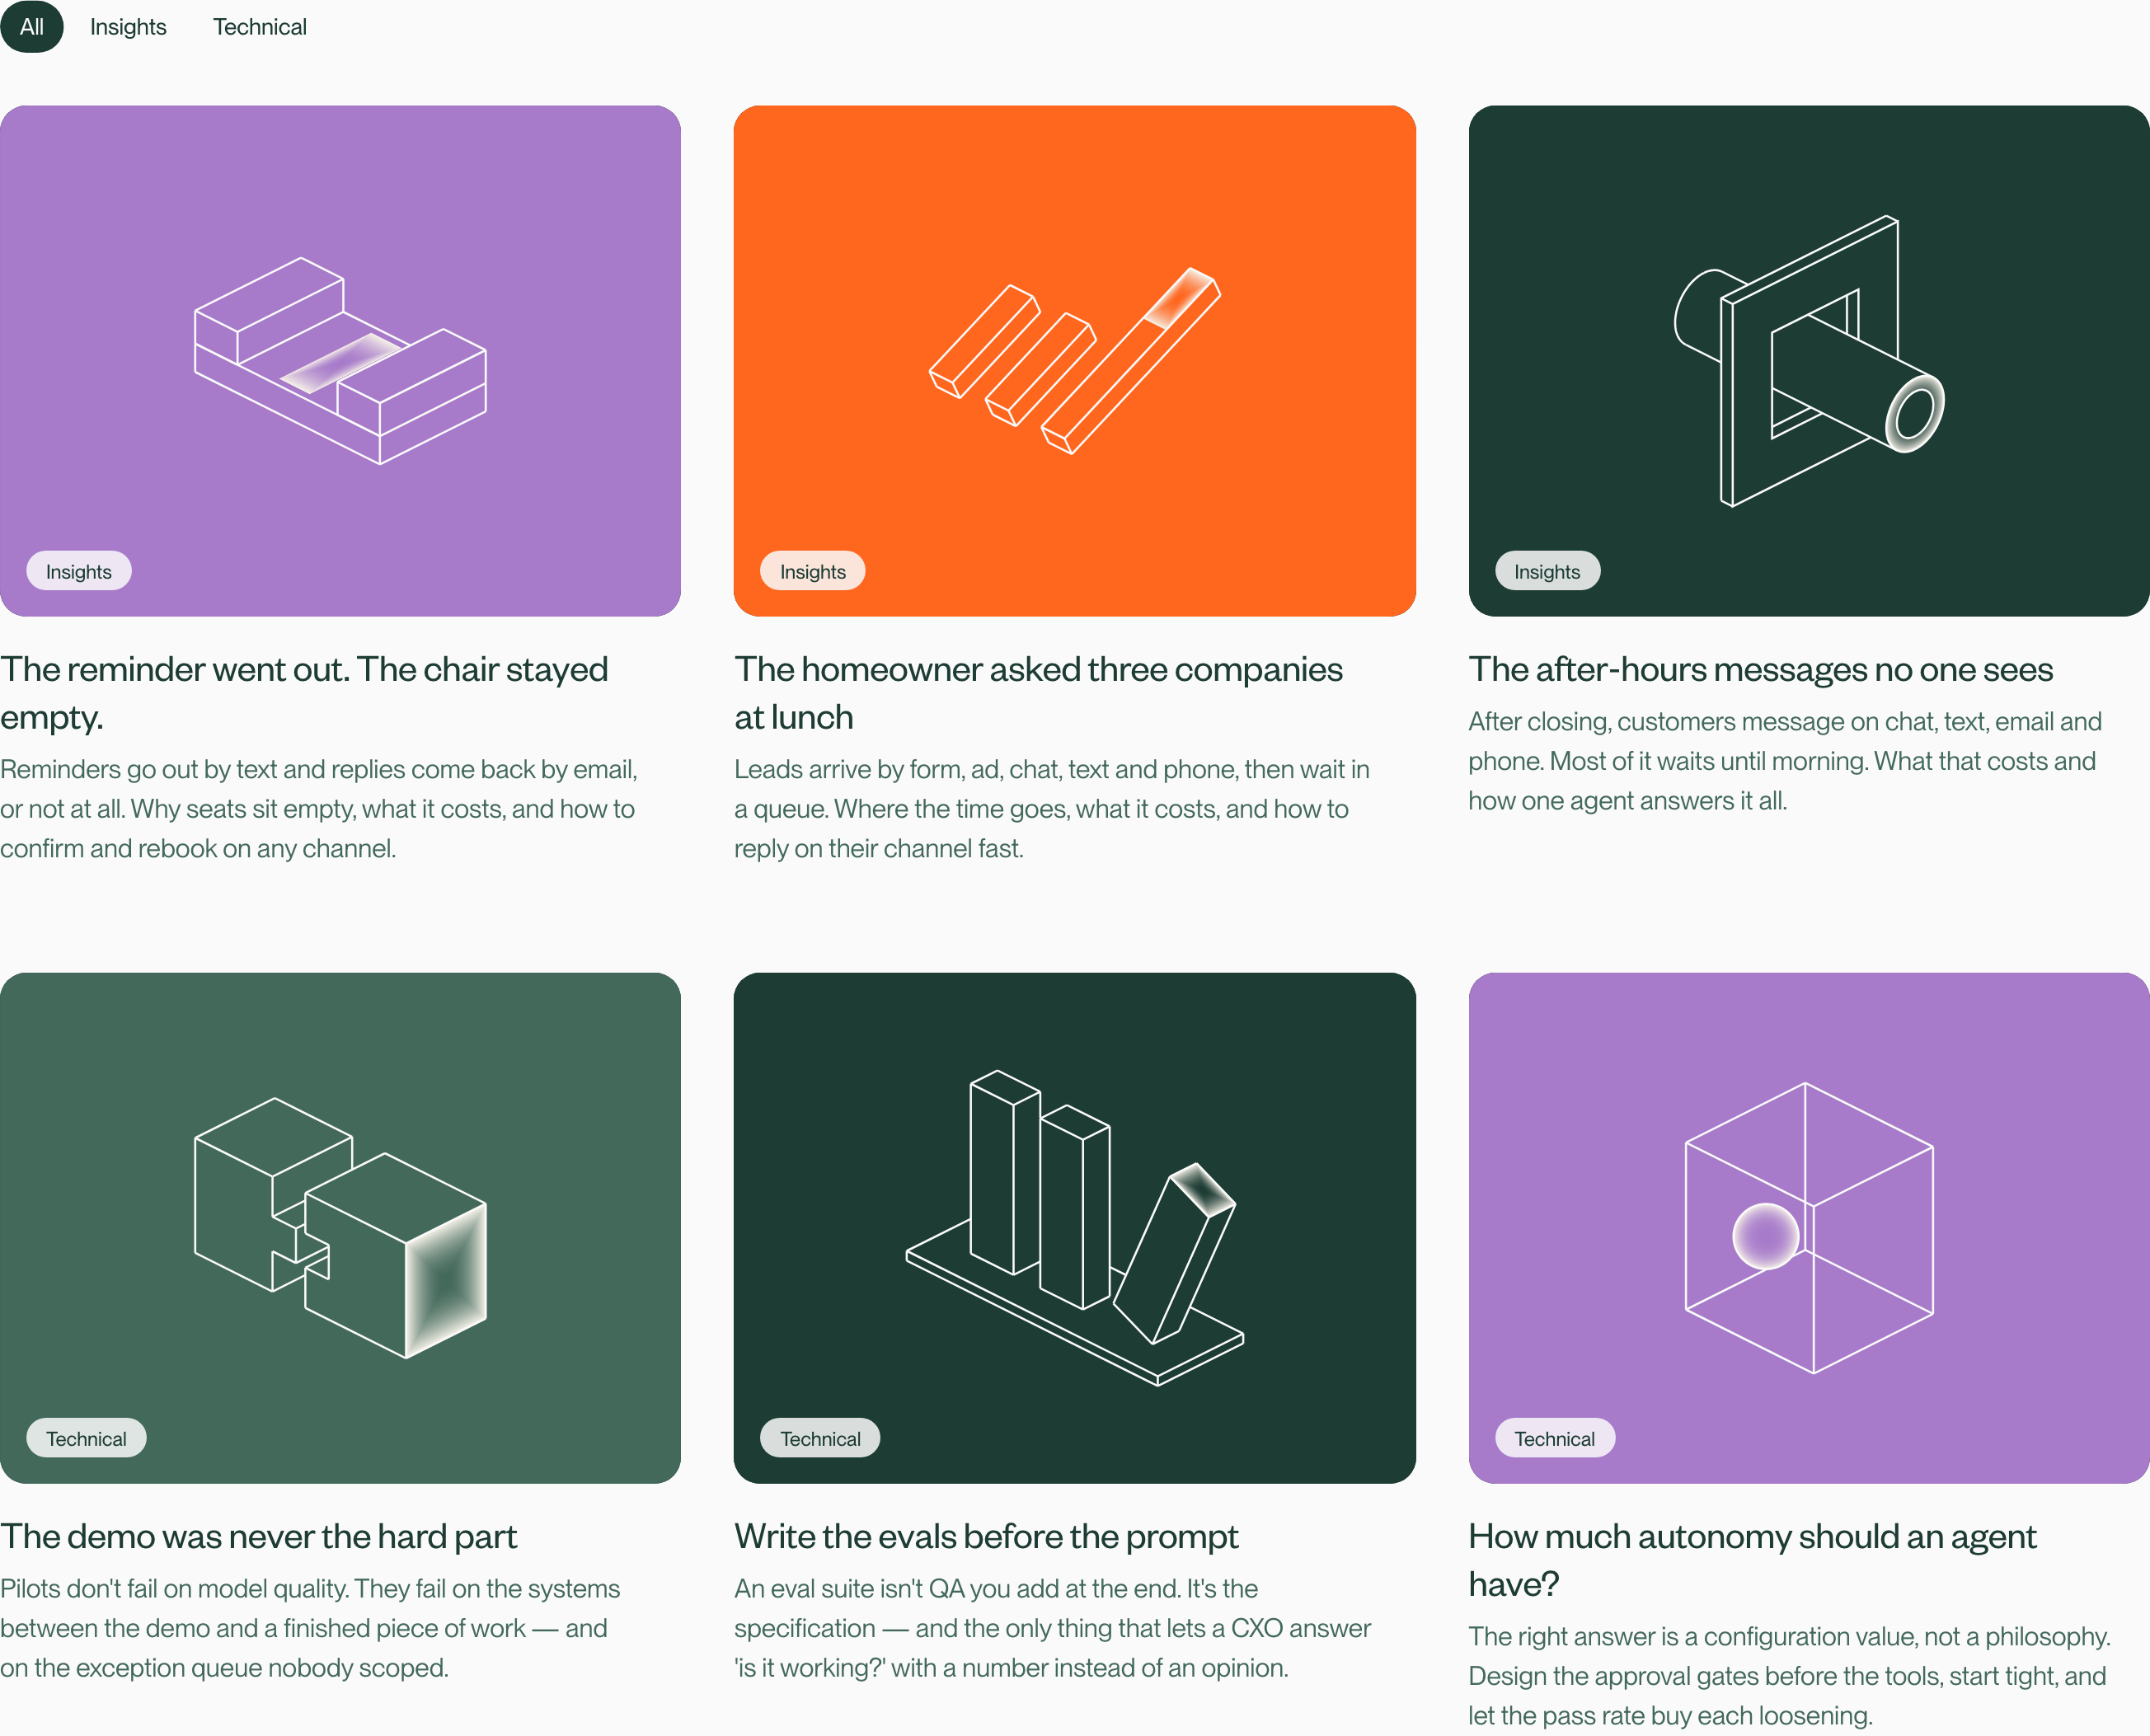 All
Insights
Technical
Insights
Insights
Insights
The reminder went out. The chair stayed
empty.
Reminders go out by text and replies come back by email,
or not at all. Why seats sit empty, what it costs, and how to
confirm and rebook on any channel.
The homeowner asked three companies
at lunch
Leads arrive by form, ad, chat, text and phone, then wait in
a queue. Where the time goes, what it costs, and how to
reply on their channel fast.
The after-hours messages no one sees
After closing, customers message on chat, text, email and
phone. Most of it waits until morning. What that costs and
how one agent answers it all.
Technical
Technical
Technical
The demo was never the hard part
Pilots don't fail on model quality. They fail on the systems
between the demo and a finished piece of work — and
on the exception queue nobody scoped.
Write the evals before the prompt
An eval suite isn't QA you add at the end. It's the
specification — and the only thing that lets a CXO answer
'is it working?' with a number instead of an opinion.
How much autonomy should an agent
have?
The right answer is a configuration value, not a philosophy.
Design the approval gates before the tools, start tight, and
let the pass rate buy each loosening.